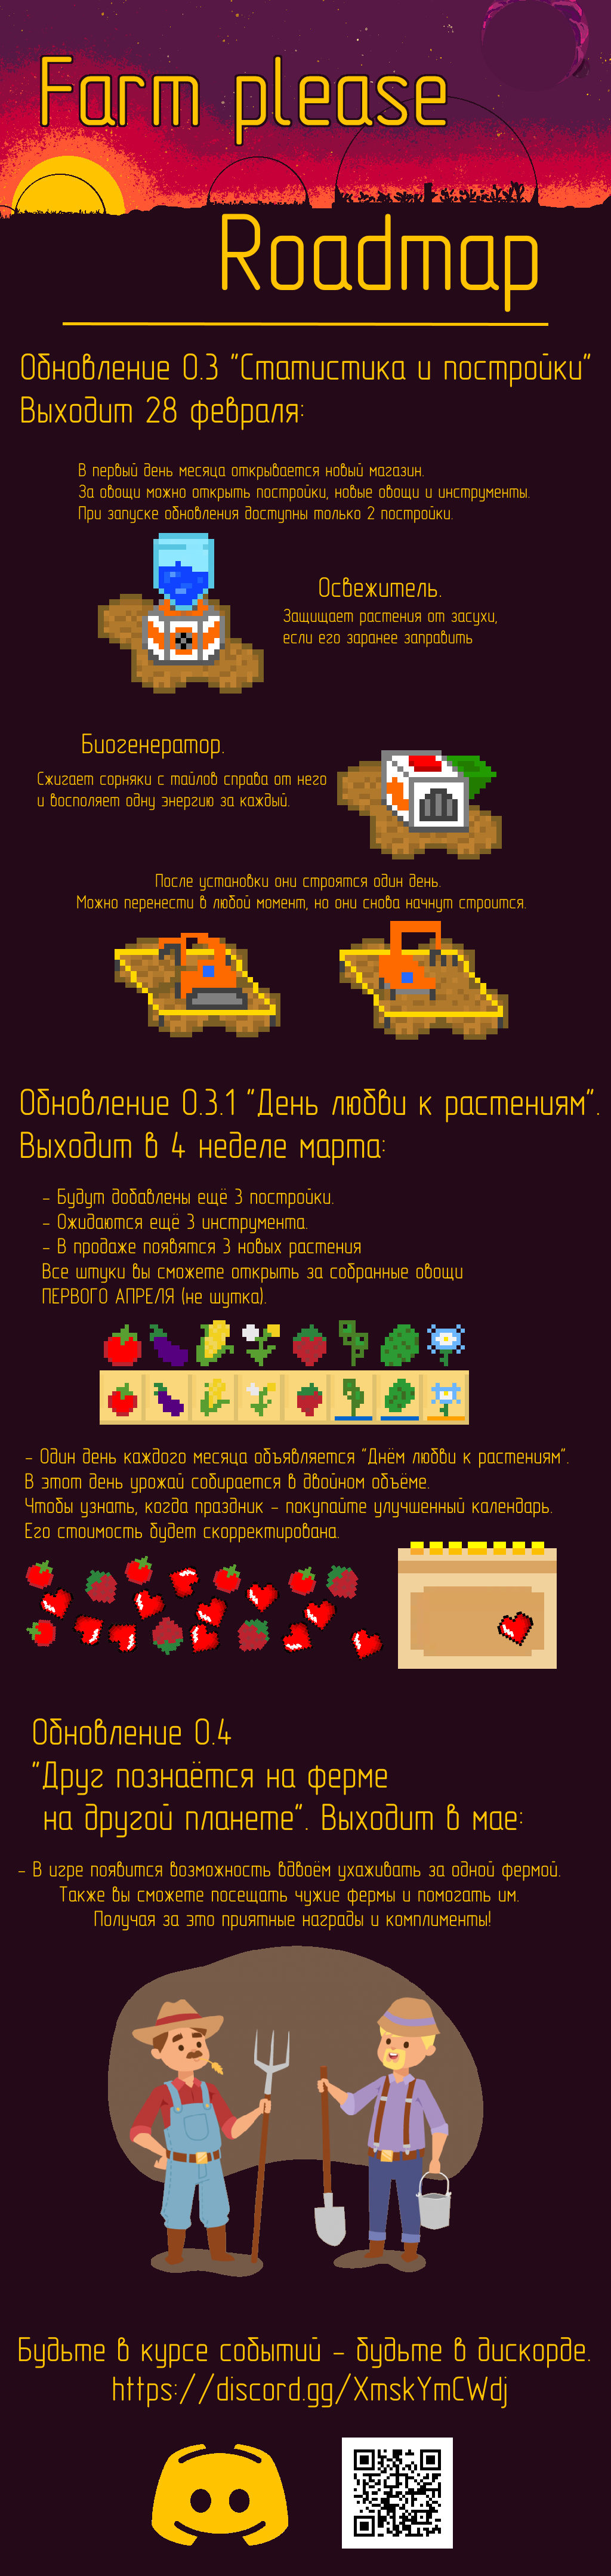 Farm please
Roadmap
Обновление 0.3 "Статистика и постройки"
Выходит 28 февраля:
В первый день месяца открывается новый магазин.
За овощи можно открыть постройки, новые овощи и инструменты.
При запуске обновления доступны только 2 постройки.
Освежитель.
Защищает растения от засухи,
если его заранее заправить
Биогенератор.
Сжигает сорняки с тайлов справа от него
и восполяет одну энергию за каждый.
После установки они строятся один день.
Можно перенести в любой момент, но они снова начнут строится.
Обновление 0.3.1 "День любви к растениям".
Выходит в 4 неделе марта:
- Будут добавлены ещё 3 постройки.
- Ожидаются ещё 3 инструмента.
- В продаже появятся 3 новых растения
Все штуки вы сможете открыть за собранные овощи
ПЕРВОГО АПРЕЛЯ (не шутка).
- Один день каждого месяца объявляется "Днём любви к растениям".
В этот день урожай собирается в двойном объёме.
Чтобы узнать, когда праздник - покупайте улучшенный календарь.
Его стоимость будет скорректирована.
Обновление 0.4
"Друг познаётся на ферме
на другой планете". Выходит в мае:
- В игре появится возможность вдвоём ухаживать за одной фермой.
Также вы сможете посещать чужие фермы и помогать им.
Получая за это приятные награды и комплименты!
Будьте в курсе событий - будьте в дискорде.
https://discord.gg/XmskYmCWdj